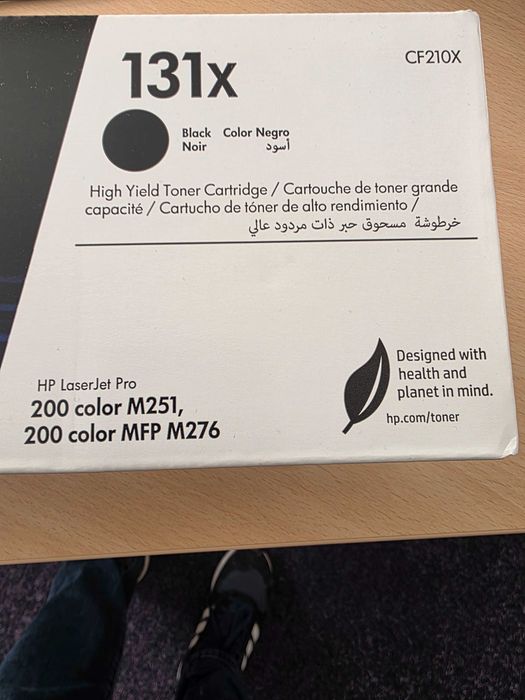 131x
CF210X
Black Color Negro
Noir أسود
High Yield Toner Cartridge / Cartouche de toner grande
capacité / Cartucho de tóner de alto rendimiento /
خرطوشة مسحوق حبر ذات مردود عالي
Designed with
health and
planet in mind.
hp.com/toner
HP LaserJet Pro
200 color M251,
200 color MFP M276